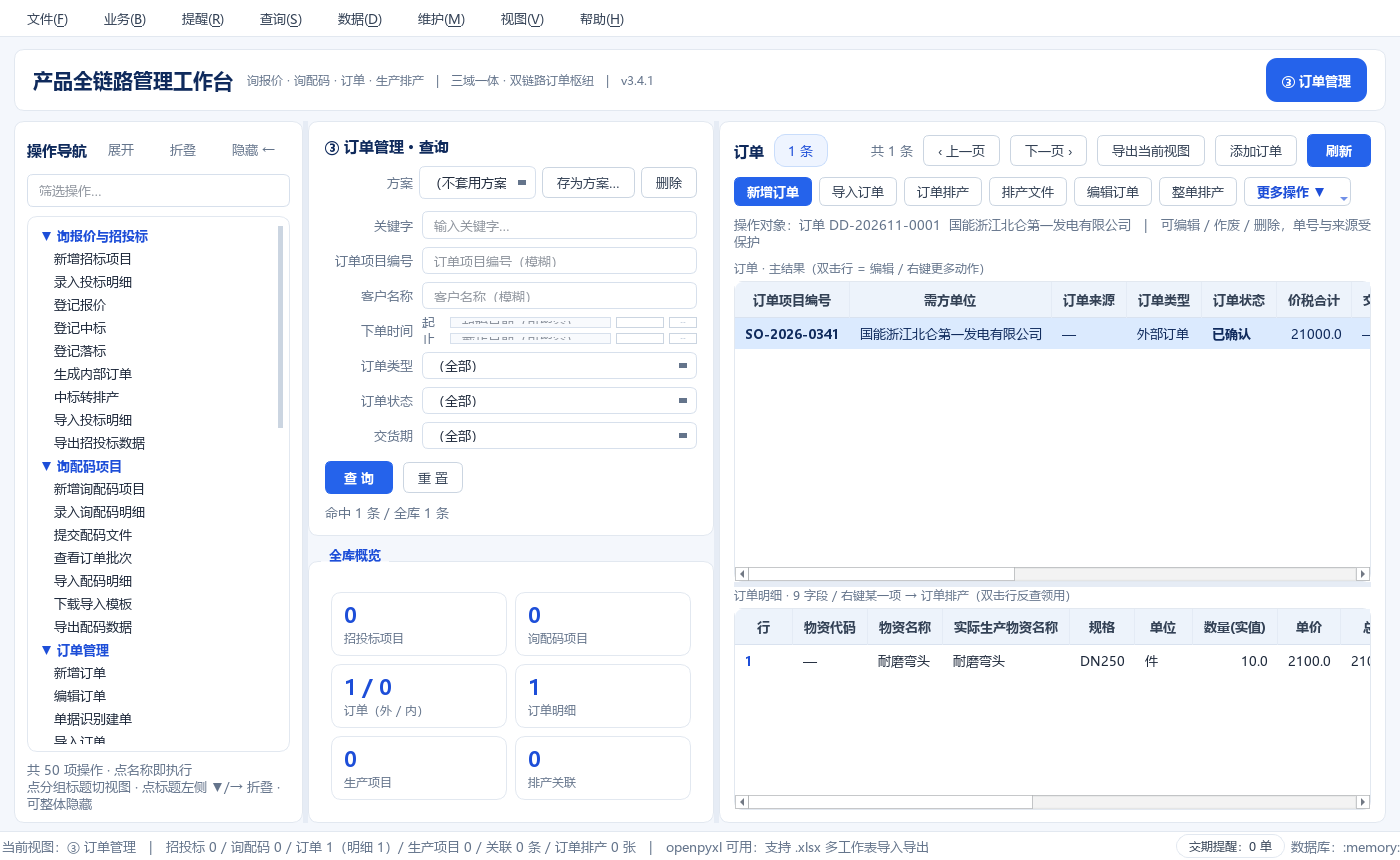 文件(F) 业务(B) 提醒(R) 查询(S) 数据(D) 维护(M) 视图(V) 帮助(H)
产品全链路管理工作台 询报价 · 询配码 · 订单 · 生产排产 | 三域一体 · 双链路订单枢纽 | v3.4.1
③ 订单管理
操作导航 展开 折叠 隐藏 ←
筛选操作...
▼ 询报价与招投标
新增招标项目
录入投标明细
登记报价
登记中标
登记落标
生成内部订单
中标转排产
导入投标明细
导出招投标数据
▼ 询配码项目
新增询配码项目
录入询配码明细
提交配码文件
查看订单批次
导入配码明细
下载导入模板
导出配码数据
▼ 订单管理
新增订单
编辑订单
单据识别建单
导入订单
共 50 项操作 · 点名称即执行
点分组标题切视图 · 点标题左侧 ▼/→ 折叠 ·
可整体隐藏
③ 订单管理 · 查询
方案 (不套用方案 存为方案... 删除
关键字 输入关键字...
订单项目编号 订单项目编号（模糊）
客户名称 客户名称（模糊）
下单时间 起
止
订单类型 (全部)
订单状态 (全部)
交货期 (全部)
查 询 重 置
命中 1 条 / 全库 1 条
全库概览
0 招投标项目
0 询配码项目
1 / 0 订单（外 / 内）
1 订单明细
0 生产项目
0 排产关联
订单 1 条 共 1 条 ‹ 上一页 下一页 › 导出当前视图 添加订单 刷新
新增订单 导入订单 订单排产 排产文件 编辑订单 整单排产 更多操作 ▼
操作对象：订单 DD-202611-0001 国能浙江北仑第一发电有限公司 | 可编辑 / 作废 / 删除，单号与来源受
保护
订单 · 主结果（双击行 = 编辑 / 右键更多动作）
订单项目编号 需方单位 订单来源 订单类型 订单状态 价税合计
SO-2026-0341 国能浙江北仑第一发电有限公司 — 外部订单 已确认 21000.0 —
订单明细 · 9 字段 / 右键某一项 → 订单排产（双击行反查领用）
行 物资代码 物资名称 实际生产物资名称 规格 单位 数量(实值) 单价
1 — 耐磨弯头 耐磨弯头 DN250 件 10.0 2100.0
当前视图：③ 订单管理 | 招投标 0 / 询配码 0 / 订单 1（明细 1）/ 生产项目 0 / 关联 0 条 / 订单排产 0 张 | openpyxl 可用：支持 .xlsx 多工作表导入导出
交期提醒：0 单 数据库：:memory: